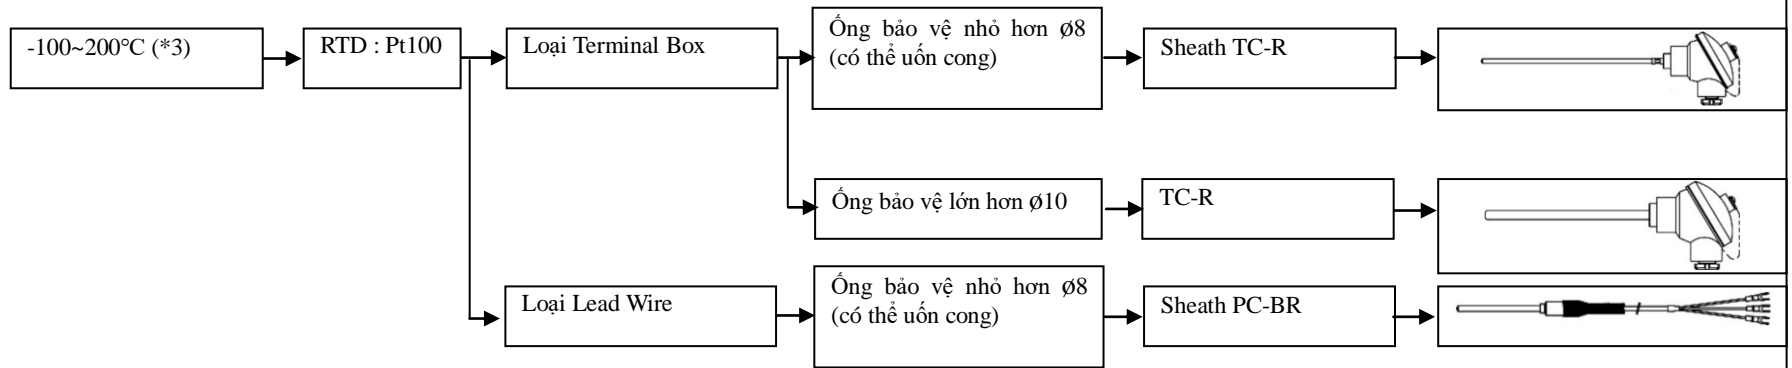 -100~200°C (*3)
RTD : Pt100
Loại Terminal Box
Ống bảo vệ nhỏ hơn Ø8
(có thể uốn cong)
Sheath TC-R
Ống bảo vệ lớn hơn Ø10
TC-R
Loại Lead Wire
Ống bảo vệ nhỏ hơn Ø8
(có thể uốn cong)
Sheath PC-BR